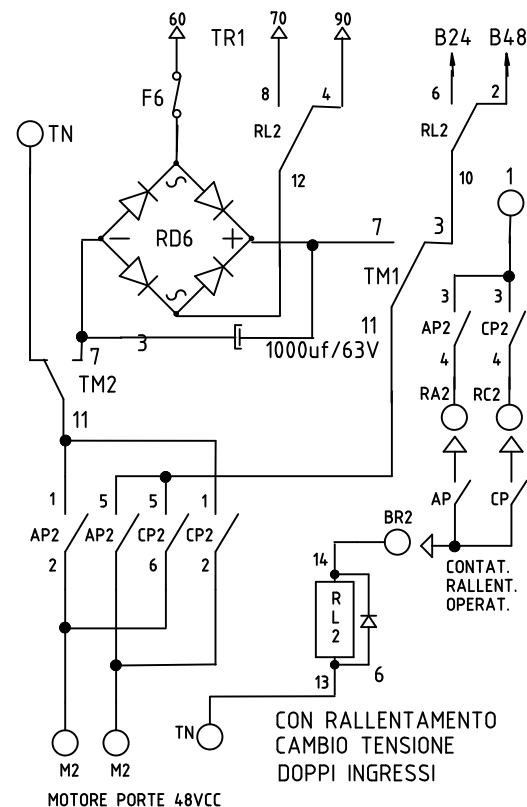 60 70 90
TR1
B24 B48
F6
8 4
6 2
RL2
RL2
TN
12
10
1
RD6
− +
7 3
TM1
3 3
11
AP2 CP2
7 3
1000uf/63V
4 4
TM2
RA2 RC2
11
1 5 5 1
AP CP
AP2 AP2 CP2 CP2
BR2
2 6 2
14
CONTAT.
RALLENT.
OPERAT.
R
L
2
13 6
TN
M2 M2
CON RALLENTAMENTO
CAMBIO TENSIONE
DOPPI INGRESSI
MOTORE PORTE 48VCC